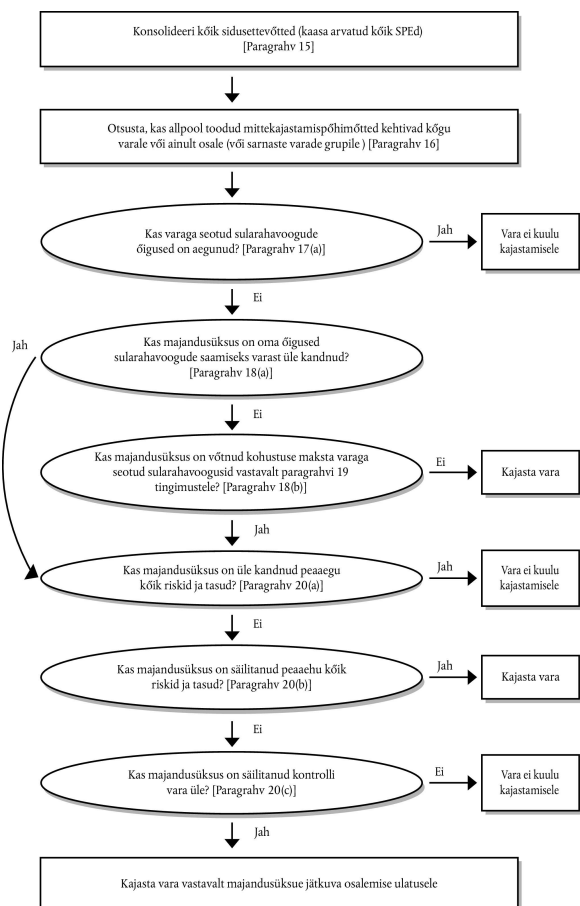 Konsolideeri kõik sidusettevõtted (kaasa arvatud kõik SPEd)
[Paragrahv 15]
Otsusta, kas allpool toodud mittekajastamispõhimõtted kehtivad kõgu
varale või ainult osale (või sarnaste varade grupile ) [Paragrahv 16]
Kas varaga seotud sularahavoogude
õigused on aegunud? [Paragrahv 17(a)]
Jah
Vara ei kuulu
kajastamisele
Ei
Jah
Kas majandusüksus on oma õigused
sularahavoogude saamiseks varast üle kandnud?
[Paragrahv 18(a)]
Ei
Kas majandusüksus on võtnud kohustuse maksta varaga
seotud sularahavoogusid vastavalt paragrahvi 19
tingimustele? [Paragrahv 18(b)]
Ei
Kajasta vara
Jah
Kas majandusüksus on üle kandnud peaaegu
kõik riskid ja tasud? [Paragrahv 20(a)]
Jah
Vara ei kuulu
kajastamisele
Ei
Kas majandusüksus on säilitanud peaaehu kõik
riskid ja tasud? [Paragrahv 20(b)]
Jah
Kajasta vara
Ei
Kas majandusüksus on säilitanud kontrolli
vara üle? [Paragrahv 20(c)]
Ei
Vara ei kuulu
kajastamisele
Jah
Kajasta vara vastavalt majandusüksue jätkuva osalemise ulatusele